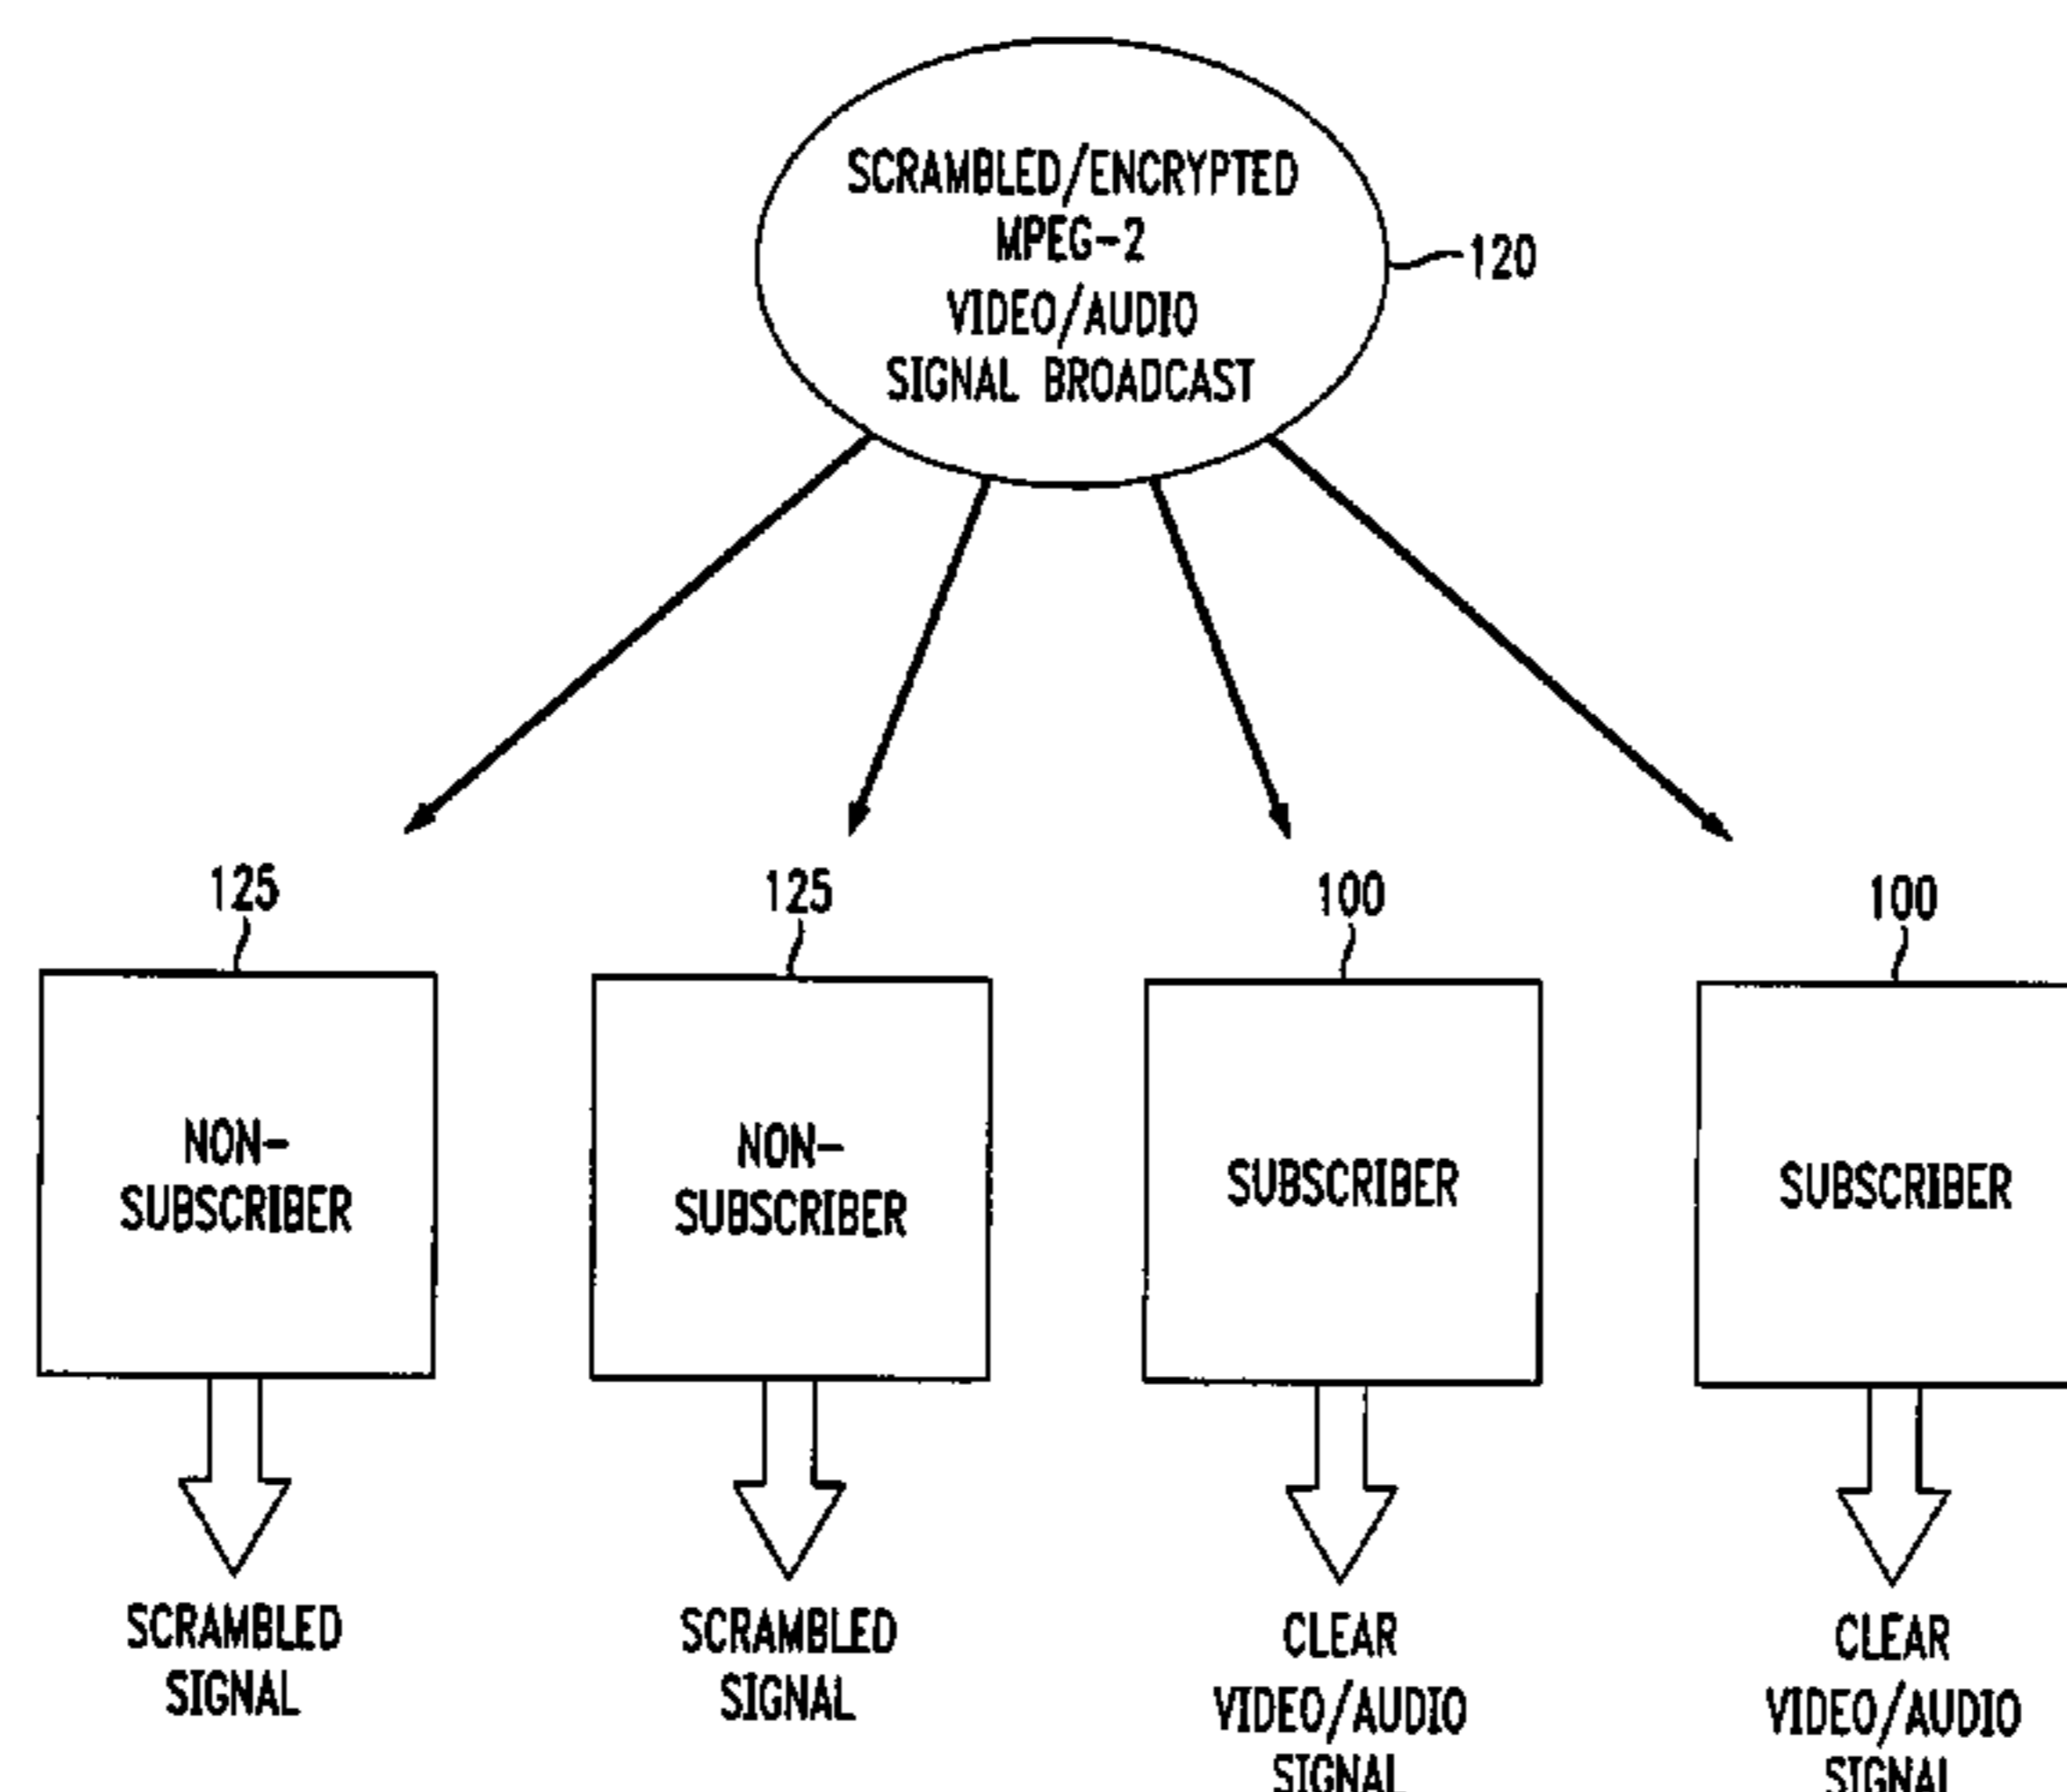 SCRAMBLED/ENCRYPTED
MPEG-2
VIDEO/AUDIO
SIGNAL BROADCAST
120
125
125
100
100
NON-
SUBSCRIBER
NON-
SUBSCRIBER
SUBSCRIBER
SUBSCRIBER
SCRAMBLED
SIGNAL
SCRAMBLED
SIGNAL
CLEAR
VIDEO/AUDIO
SIGNAL
CLEAR
VIDEO/AUDIO
SIGNAL